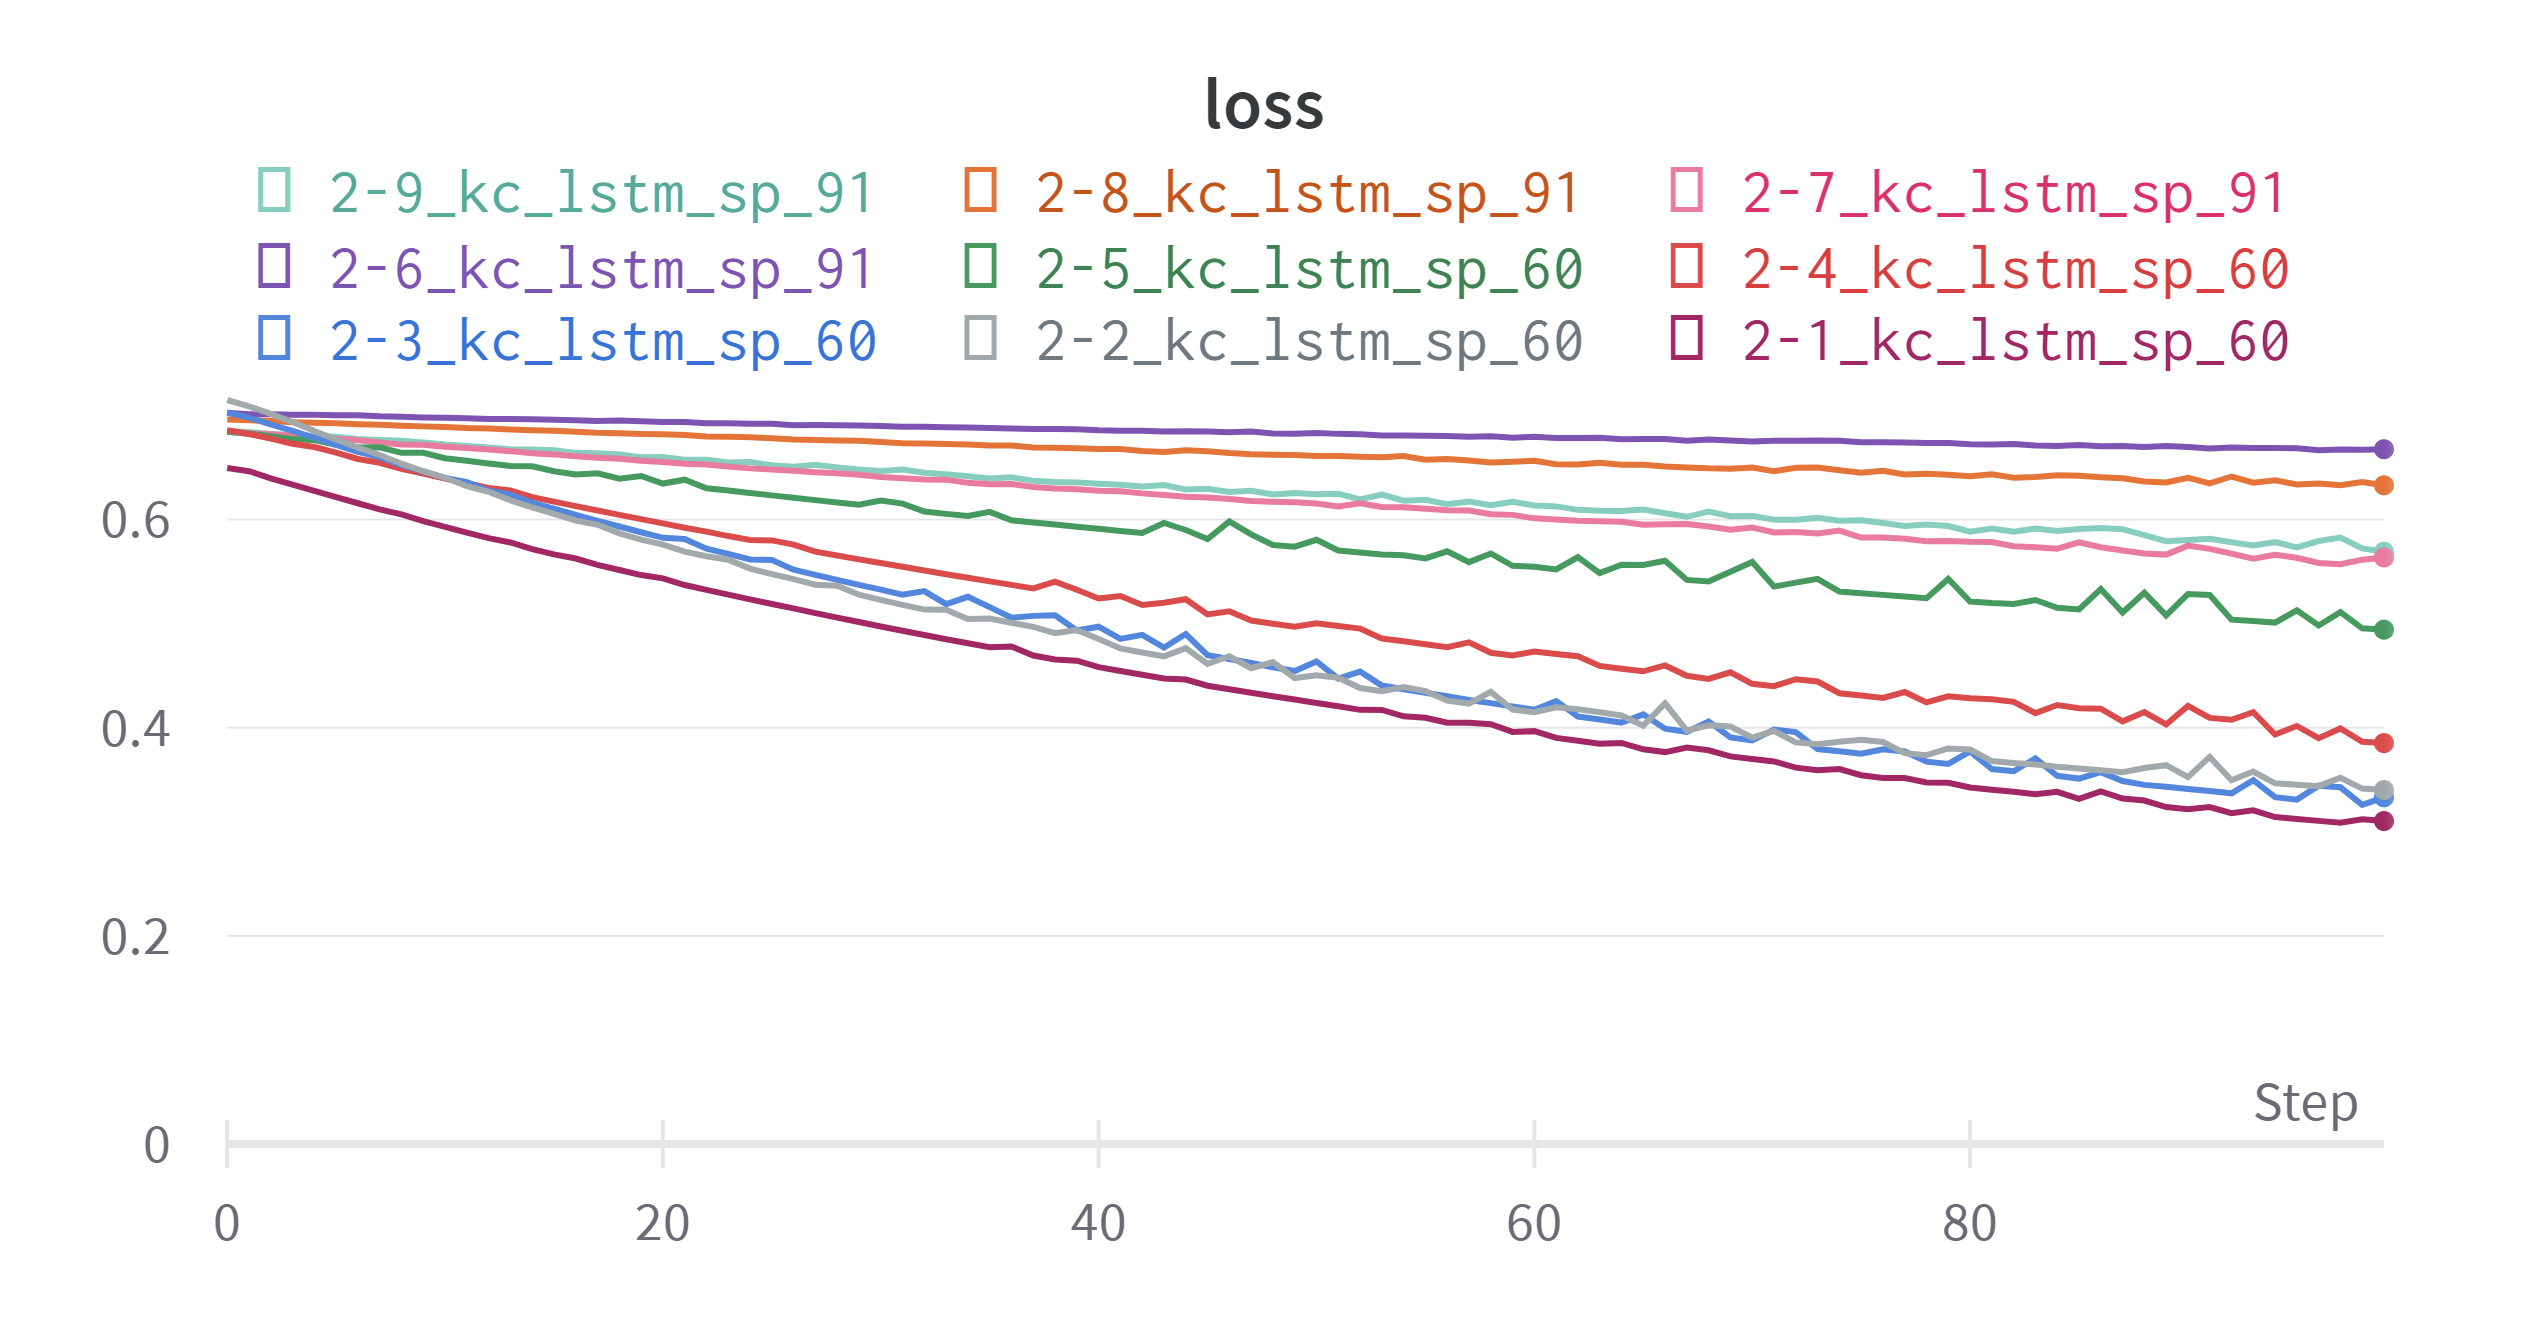 loss
2-9_kc_lstm_sp_91 2-8_kc_lstm_sp_91 2-7_kc_lstm_sp_91
2-6_kc_lstm_sp_91 2-5_kc_lstm_sp_60 2-4_kc_lstm_sp_60
2-3_kc_lstm_sp_60 2-2_kc_lstm_sp_60 2-1_kc_lstm_sp_60
0.6
0.4
0.2
Step
0
0 20 40 60 80